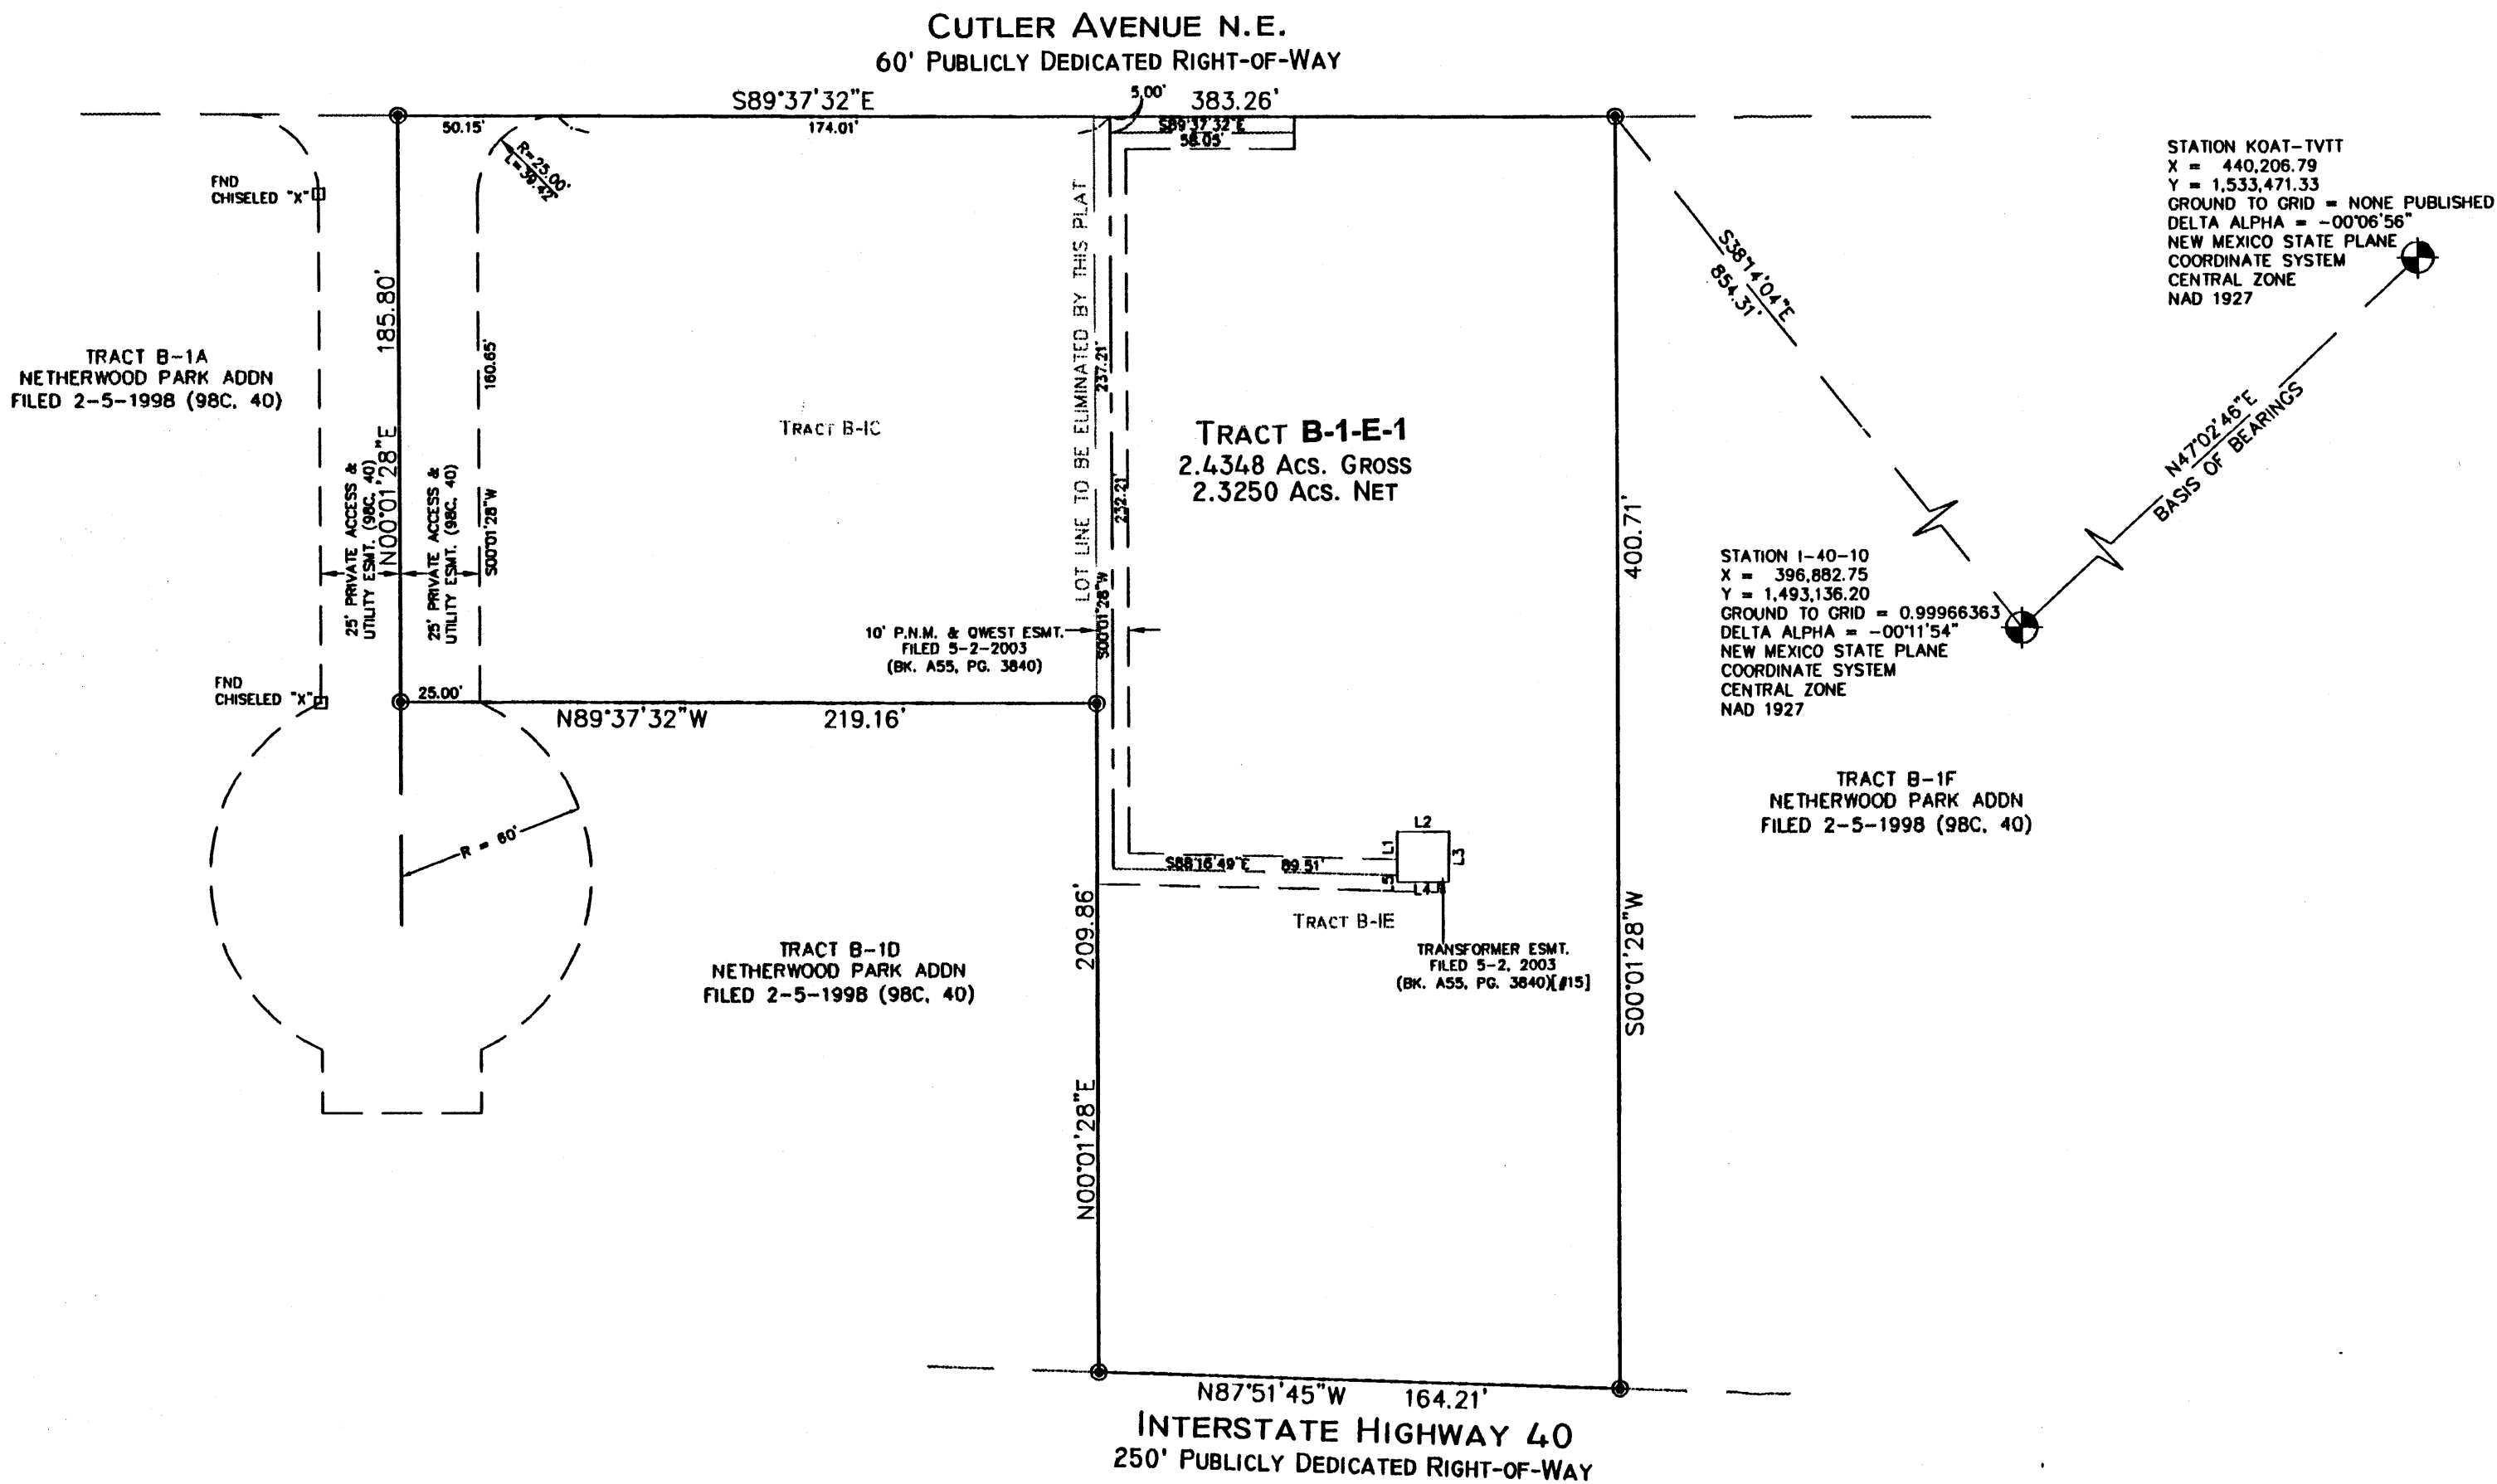 CUTLER AVENUE N.E.
60' PUBLICLY DEDICATED RIGHT-OF-WAY
S89°37'32"E
5.00'
383.26'
50.15'
174.01'
S89°37'32"E
58.05'
R=25.00'
L=39.42'
FND
CHISELED "X"
STATION KOAT-TVTT
X = 440,206.79
Y = 1,533,471.33
GROUND TO GRID = NONE PUBLISHED
DELTA ALPHA = -00°06'56"
NEW MEXICO STATE PLANE
COORDINATE SYSTEM
CENTRAL ZONE
NAD 1927
S38°14'04"E
854.31'
N47°02'46"E
BASIS OF BEARINGS
185.80'
N00°01'28"E
160.65'
S00°01'28"W
LOT LINE TO BE ELIMINATED BY THIS PLAT
237.21'
232.21'
S00°01'28"W
TRACT B-1A
NETHERWOOD PARK ADDN
FILED 2-5-1998 (98C, 40)
TRACT B-1C
TRACT B-1-E-1
2.4348 ACS. GROSS
2.3250 ACS. NET
25' PRIVATE ACCESS &
UTILITY ESMT. (98C, 40)
25' PRIVATE ACCESS &
UTILITY ESMT. (98C, 40)
400.71'
S00°01'28"W
STATION I-40-10
X = 396,882.75
Y = 1,493,136.20
GROUND TO GRID = 0.99966363
DELTA ALPHA = -00°11'54"
NEW MEXICO STATE PLANE
COORDINATE SYSTEM
CENTRAL ZONE
NAD 1927
10' P.N.M. & QWEST ESMT.
FILED 5-2-2003
(BK. A55, PG. 3840)
FND
CHISELED "X"
25.00'
N89°37'32"W
219.16'
R = 60'
TRACT B-1F
NETHERWOOD PARK ADDN
FILED 2-5-1998 (98C, 40)
L2
L1
L3
S88°16'49"E
89.51'
L5
L4
209.86'
N00°01'28"E
TRACT B-1E
TRANSFORMER ESMT.
FILED 5-2, 2003
(BK. A55, PG. 3840)[#15]
TRACT B-1D
NETHERWOOD PARK ADDN
FILED 2-5-1998 (98C, 40)
N87°51'45"W
164.21'
INTERSTATE HIGHWAY 40
250' PUBLICLY DEDICATED RIGHT-OF-WAY